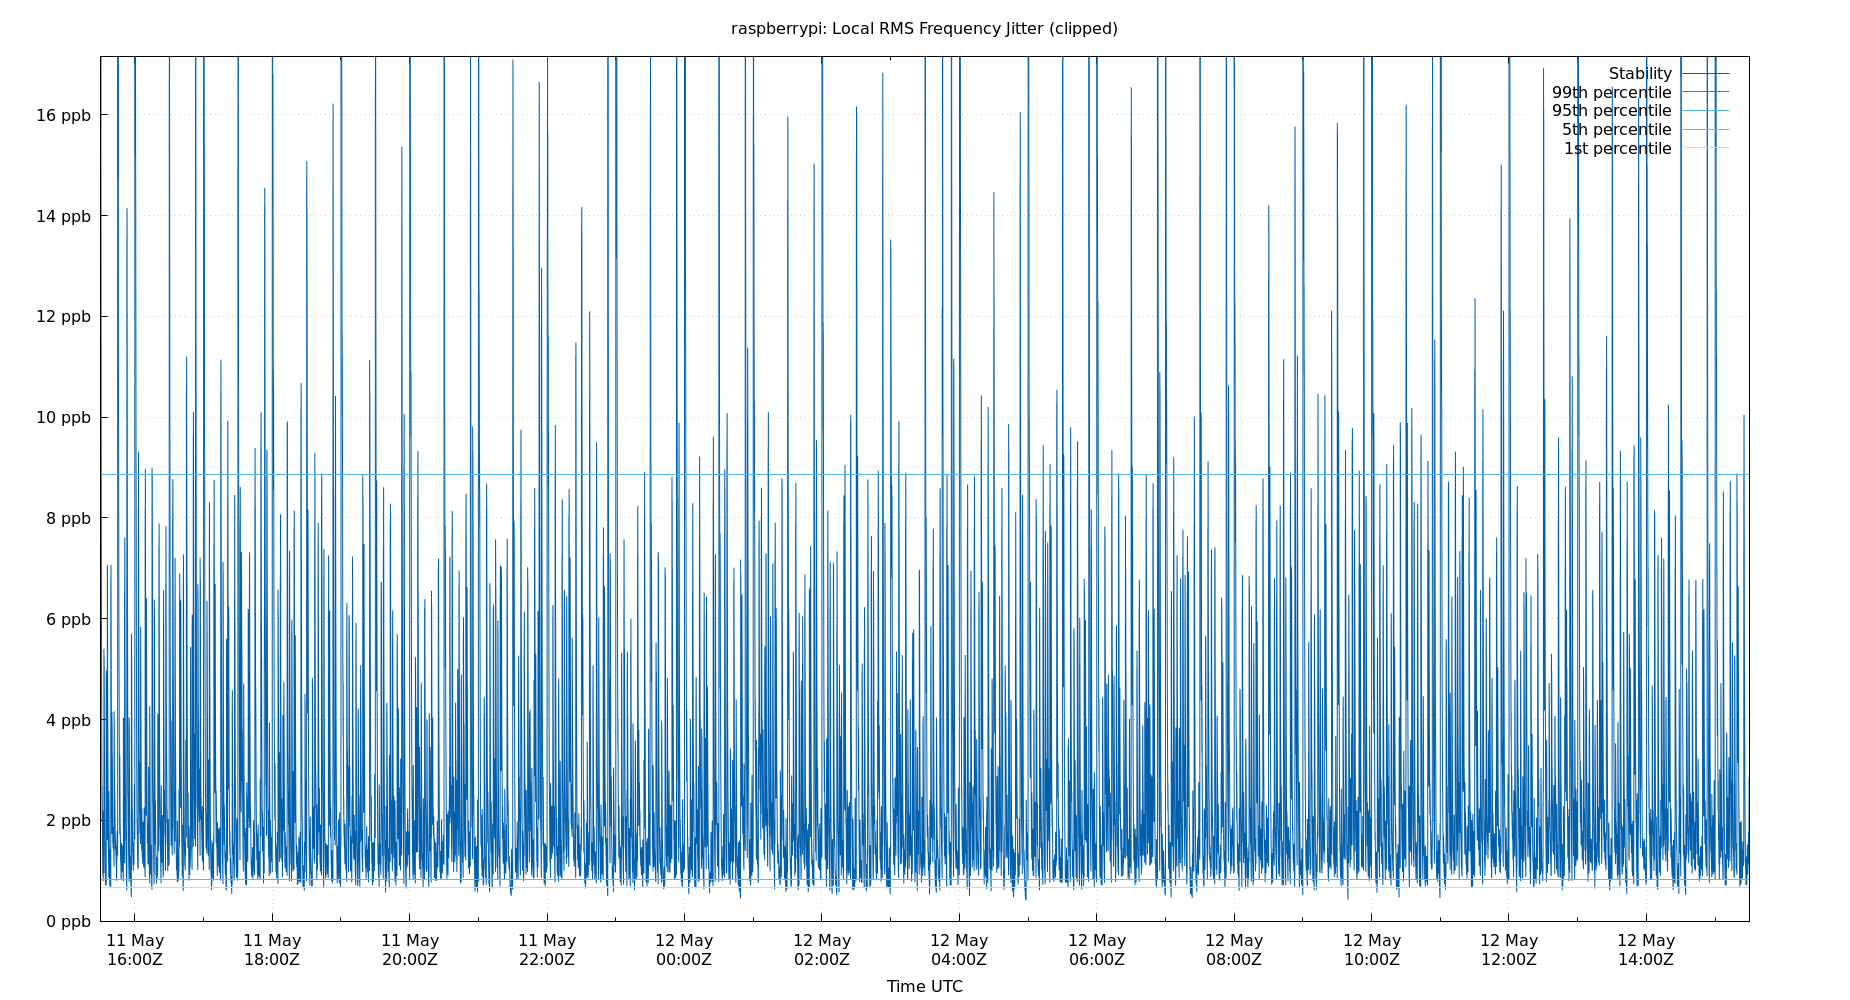 raspberrypi: Local RMS Frequency Jitter (clipped)
Stability
99th percentile
95th percentile
5th percentile
1st percentile
16 ppb
14 ppb
12 ppb
10 ppb
8 ppb
6 ppb
4 ppb
2 ppb
0 ppb
11 May 11 May 11 May 11 May 12 May 12 May 12 May 12 May 12 May 12 May 12 May 12 May
16:00Z 18:00Z 20:00Z 22:00Z 00:00Z 02:00Z 04:00Z 06:00Z 08:00Z 10:00Z 12:00Z 14:00Z
Time UTC